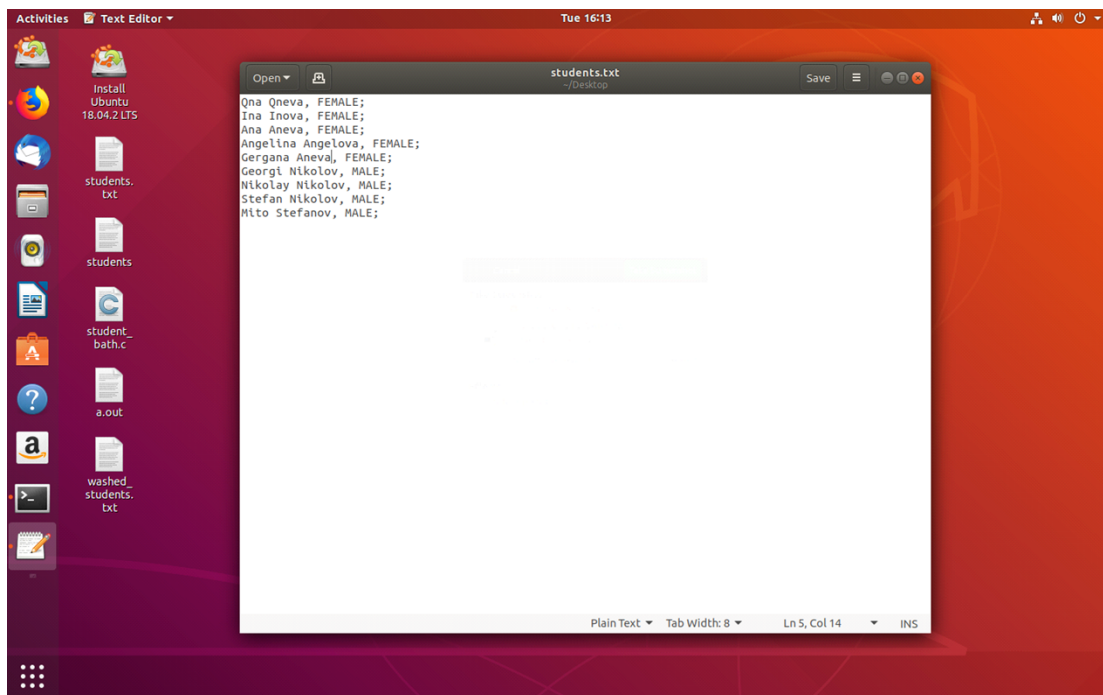 Activities Text Editor Tue 16:13
Install
Ubuntu
18.04.2 LTS
students.
txt
students
student_
bath.c
a.out
washed_
students.
txt
Open students.txt Save
~/Desktop
Qna Qneva, FEMALE;
Ina Inova, FEMALE;
Ana Aneva, FEMALE;
Angelina Angelova, FEMALE;
Gergana Aneva, FEMALE;
Georgi Nikolov, MALE;
Nikolay Nikolov, MALE;
Stefan Nikolov, MALE;
Mito Stefanov, MALE;
Plain Text Tab Width: 8 Ln 5, Col 14 INS